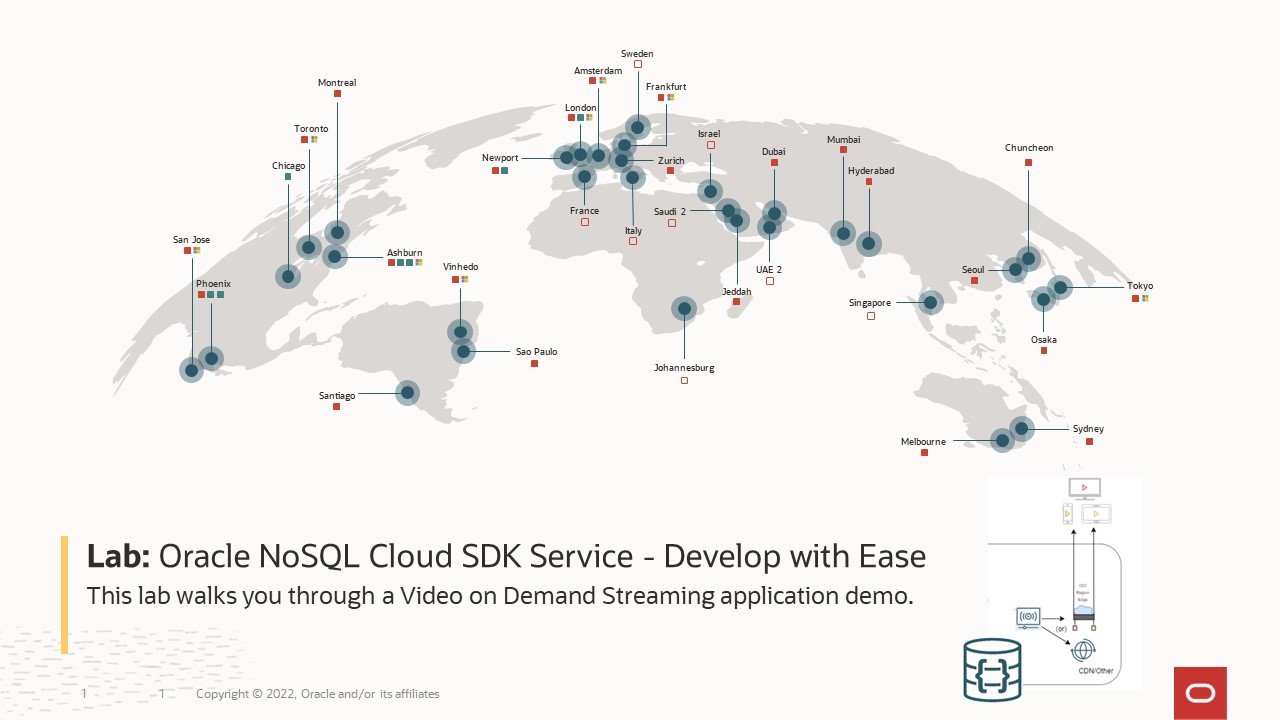 Sweden
Amsterdam
Montreal
Frankfurt
London
Toronto
Israel
Mumbai
Chuncheon
Dubai
Newport
Zurich
Chicago
Hyderabad
France
Saudi 2
Italy
San Jose
Ashburn
Vinhedo
UAE 2
Seoul
Phoenix
Tokyo
Jeddah
Singapore
Osaka
Sao Paulo
Johannesburg
Santiago
Sydney
Melbourne
Lab: Oracle NoSQL Cloud SDK Service - Develop with Ease
This lab walks you through a Video on Demand Streaming application demo.
OCI
Region
Edge
(or)
CDN/Other
1 1 Copyright © 2022, Oracle and/or its affiliates